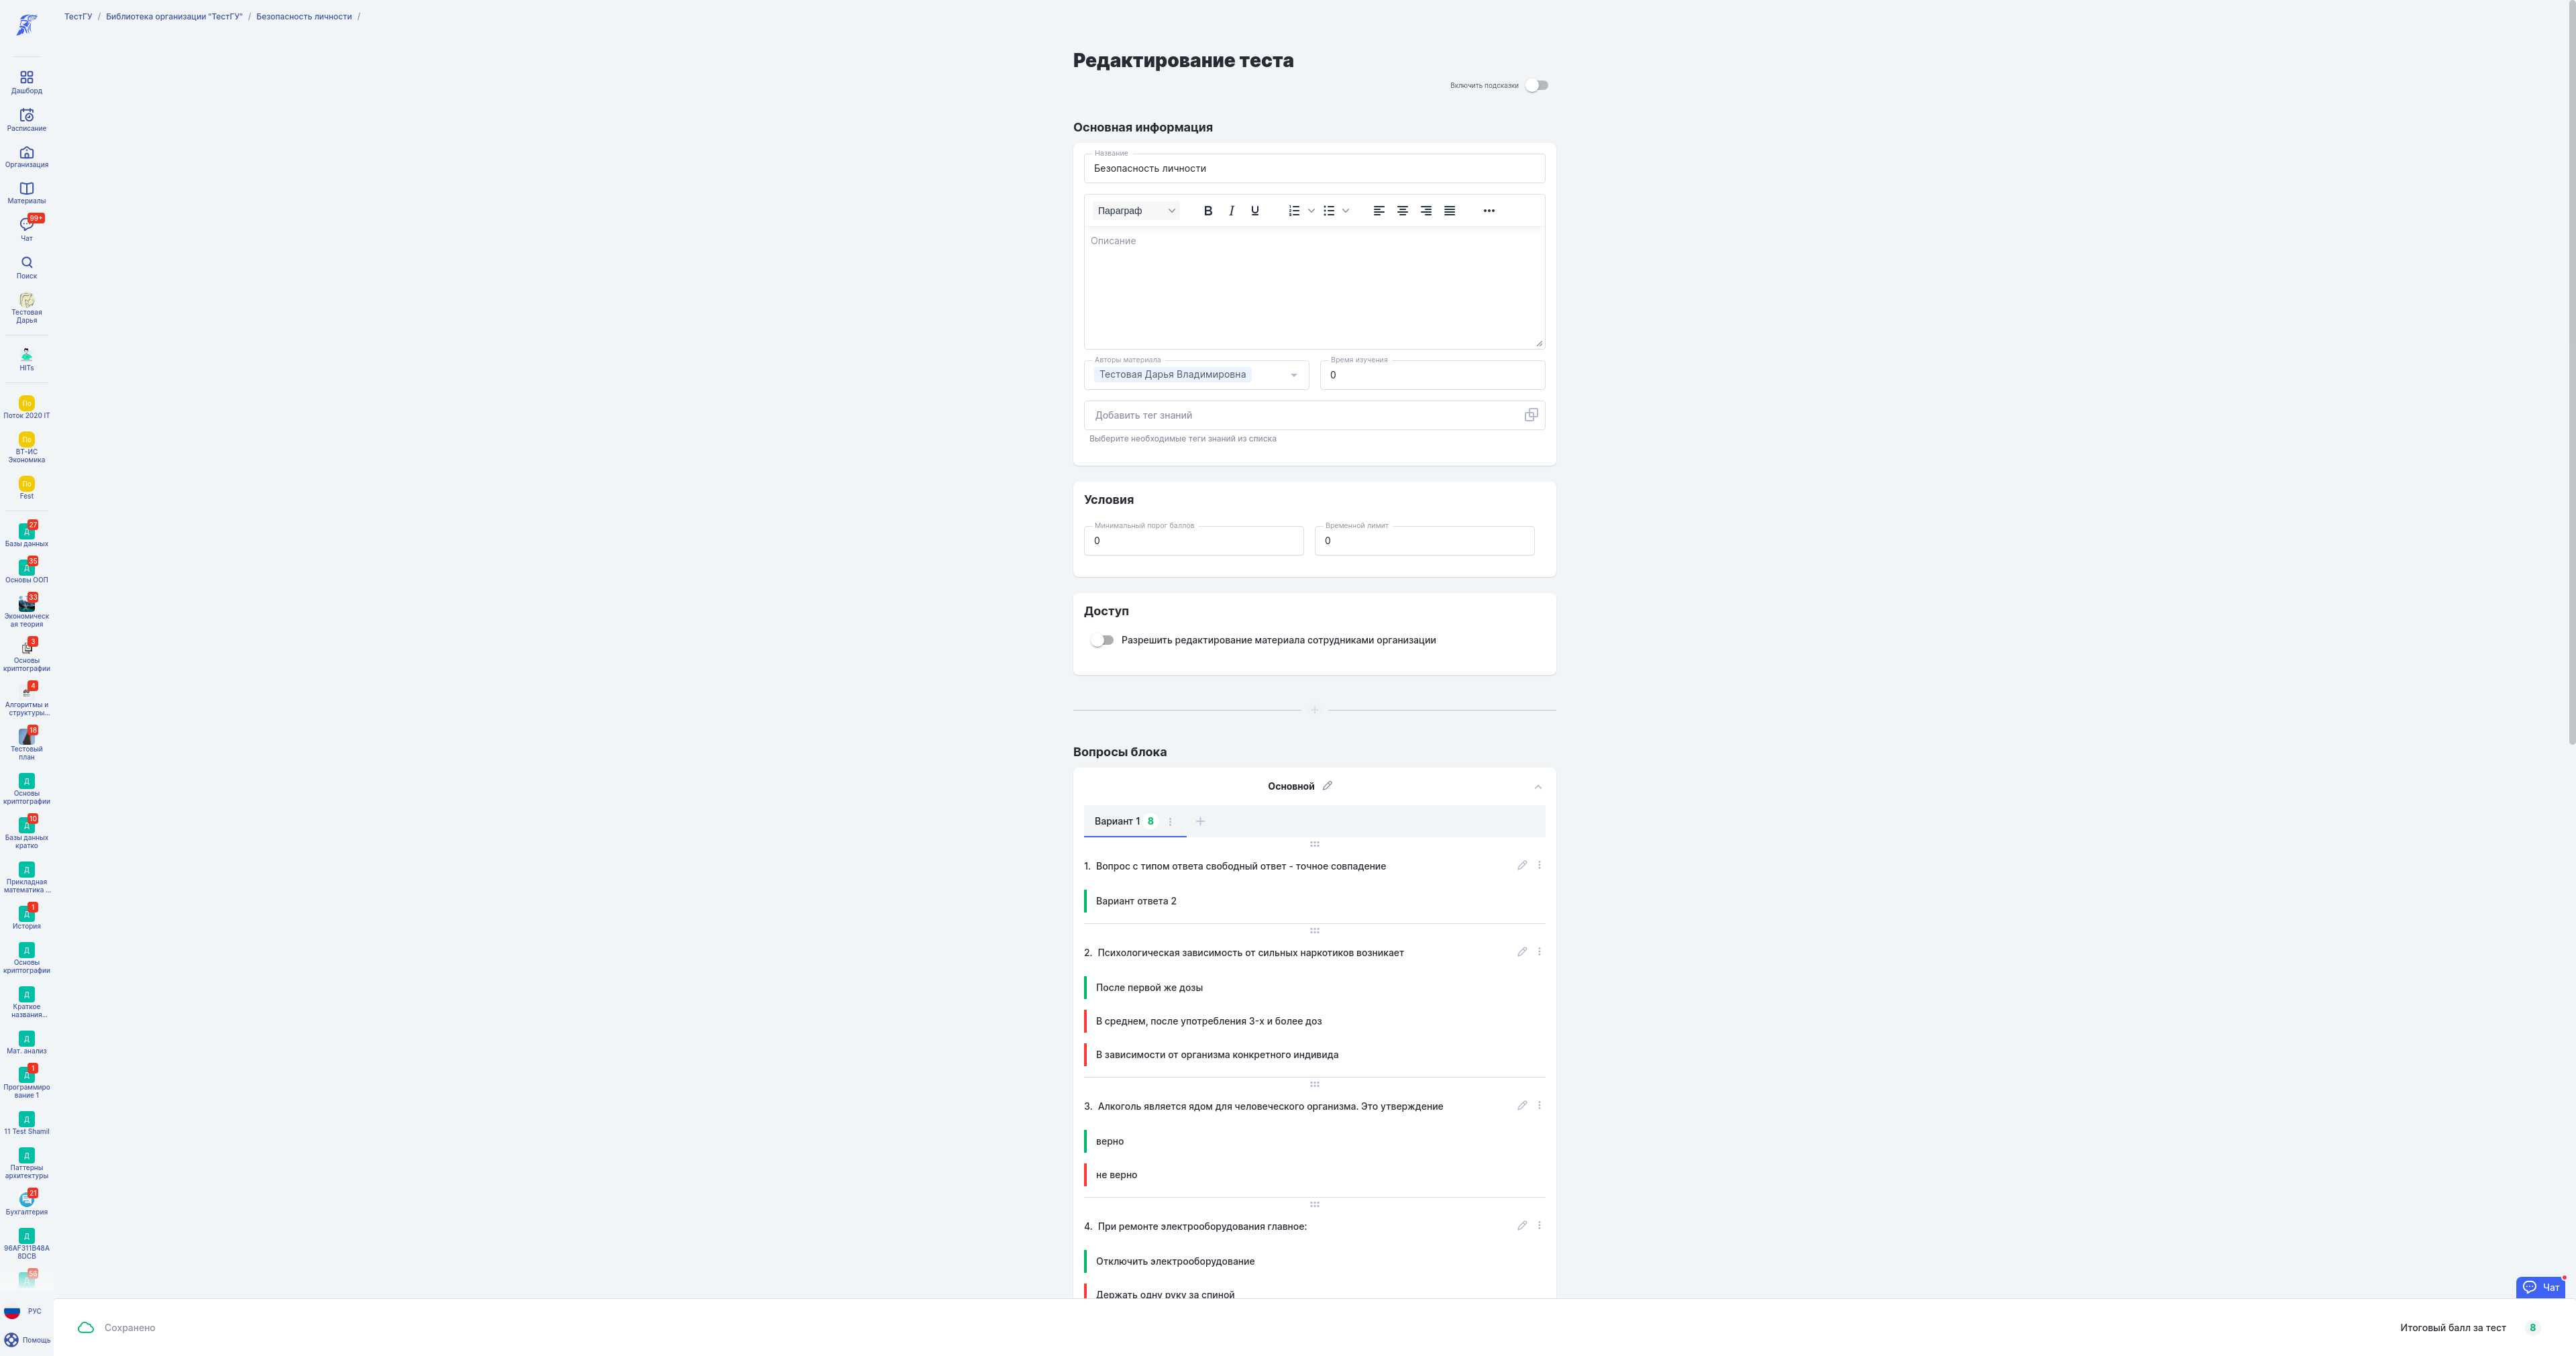 ТестГУ / Библиотека организации "ТестГУ" / Безопасность личности /
Дашборд
Расписание
Организация
Материалы
99+
Чат
Поиск
Тестовая
Дарья
HITs
По
Поток 2020 IT
По
ВТ-ИС
Экономика
По
Fest
27
Д
Базы данных
35
Д
Основы ООП
33
Экономическ
ая теория
3
Основы
криптографии
4
Алгоритмы и
структуры...
18
Тестовый
план
Д
Основы
криптографии
10
Д
Базы данных
кратко
Д
Прикладная
математика ...
1
Д
История
Д
Основы
криптографии
Д
Краткое
названия...
Д
Мат. анализ
1
Д
Программиро
вание 1
Д
11 Test Shamil
Д
Паттерны
архитектуры
21
Бухгалтерия
Д
96AF311B48A
8DCB
56
Д
РУС
Помощь
Редактирование теста
Включить подсказки
Основная информация
Название
Безопасность личности
Параграф
Описание
Авторы материала
Тестовая Дарья Владимировна
Время изучения
0
Добавить тег знаний
Выберите необходимые теги знаний из списка
Условия
Минимальный порог баллов
0
Временной лимит
0
Доступ
Разрешить редактирование материала сотрудниками организации
Вопросы блока
Основной
Вариант 1 8
1. Вопрос с типом ответа свободный ответ - точное совпадение
Вариант ответа 2
2. Психологическая зависимость от сильных наркотиков возникает
После первой же дозы
В среднем, после употребления 3-х и более доз
В зависимости от организма конкретного индивида
3. Алкоголь является ядом для человеческого организма. Это утверждение
верно
не верно
4. При ремонте электрооборудования главное:
Отключить электрооборудование
Держать одну руку за спиной
Чат
Сохранено
Итоговый балл за тест 8